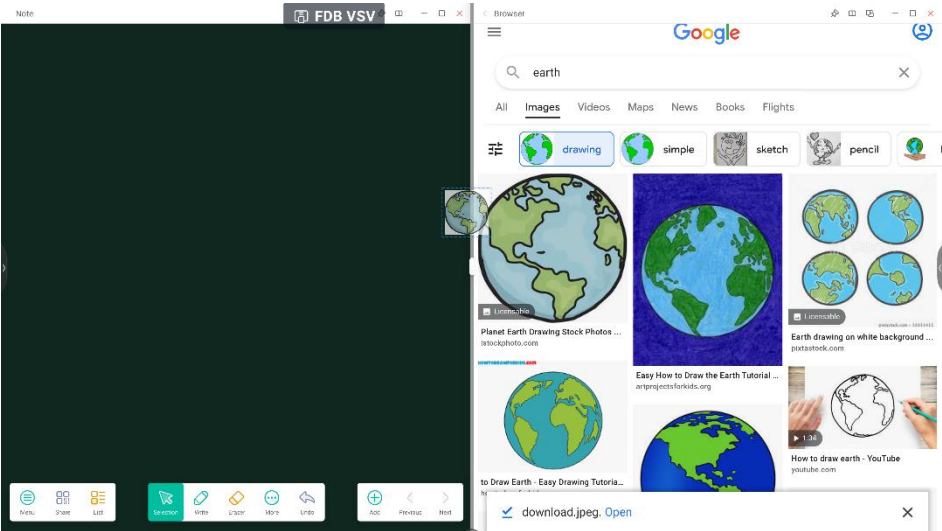 Note
FDB VSV
Browser
Google
earth
All Images Videos Maps News Books Flights
drawing simple sketch pencil
Licensable
Planet Earth Drawing Stock Photos ...
istockphoto.com
Easy How to Draw the Earth Tutorial ...
artprojectsforkids.org
Licensable
Earth drawing on white background ...
pixtastock.com
to Draw Earth - Easy Drawing Tutoria...
1:34
How to draw earth - YouTube
youtube.com
Menu Share List Selection Write Eraser More Undo Add Previous Next
download.jpeg. Open